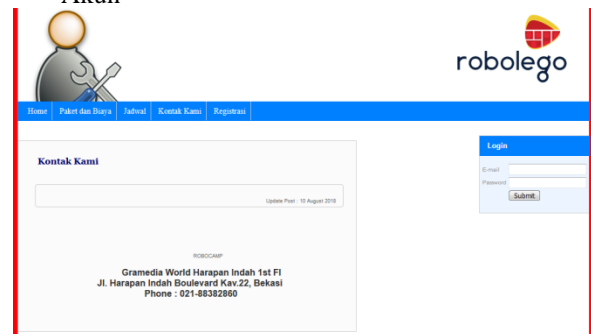 Akun
robolego
Home Paket dan Biaya Jadwal Kontak Kami Registrasi
Kontak Kami
Update Post : 10 August 2018
ROBOCAMP
Gramedia World Harapan Indah 1st Fl
Jl. Harapan Indah Boulevard Kav.22, Bekasi
Phone : 021-88382860
Login
E-mail
Password
Submit